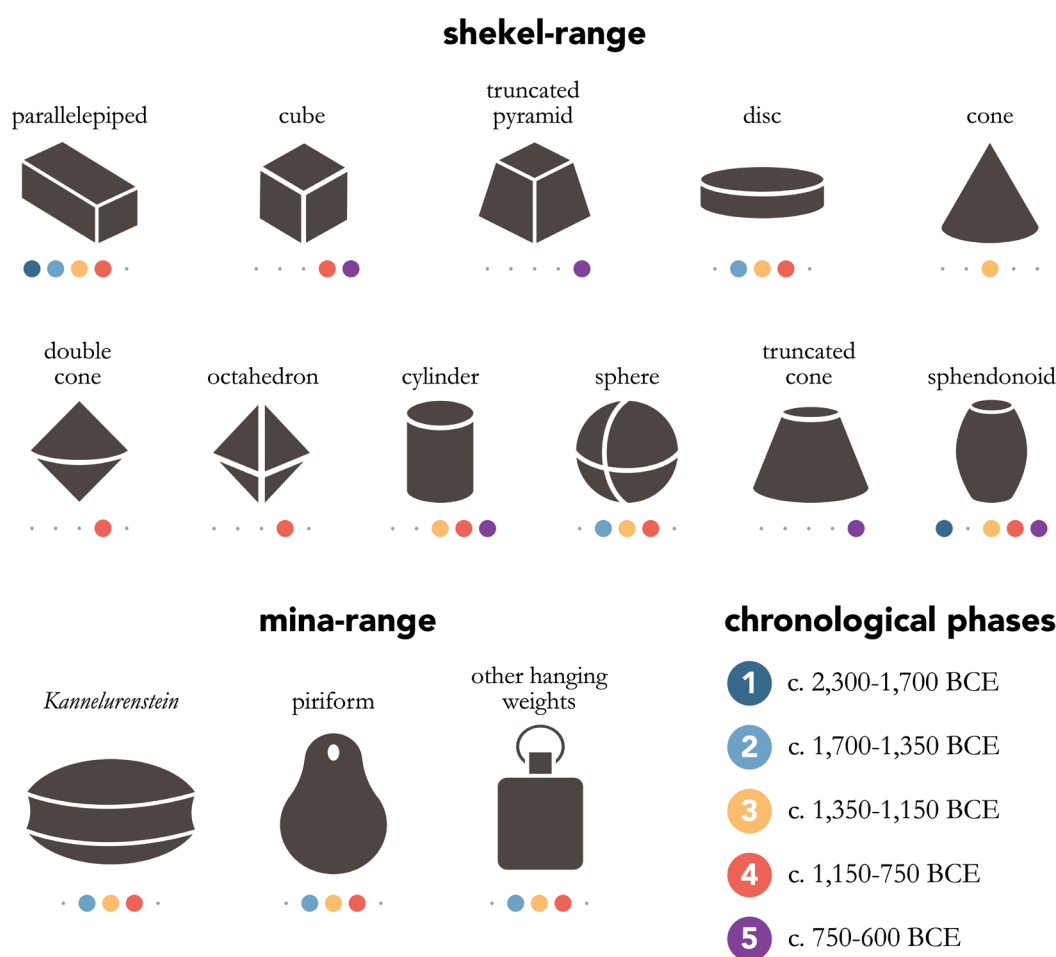 shekel-range
parallelepiped
cube
truncated
pyramid
disc
cone
double
cone
octahedron
cylinder
sphere
truncated
cone
sphendonoid
mina-range
Kannelurenstein
piriform
other hanging
weights
chronological phases
1 c. 2,300-1,700 BCE
2 c. 1,700-1,350 BCE
3 c. 1,350-1,150 BCE
4 c. 1,150-750 BCE
5 c. 750-600 BCE